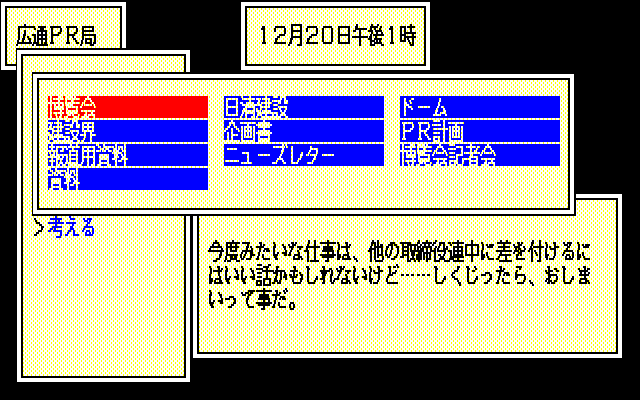 広通PR局
12月20日午後1時
博覧会
日清建設
ドーム
建設界
企画書
PR計画
報道用資料
ニューズレター
博覧会記者会
資料
>考える
今度みたいな仕事は、他の取締役連中に差を付けるに
はいい話かもしれないけど……しくじったら、おしま
いって事だ。